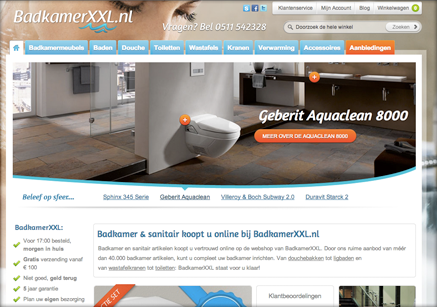 BadkamerXXL.nl
Vragen? Bel 0511 542328
Klantenservice My Account Blog Winkelwagen 0
Doorzoek de hele winkel Zoeken
Badkamermeubels Baden Douche Toiletten Wastafels Kranen Verwarming Accessoires Aanbiedingen
Geberit Aquaclean 8000
MEER OVER DE AQUACLEAN 8000
Beleef op sfeer... Sphinx 345 Serie Geberit Aquaclean Villeroy & Boch Subway 2.0 Duravit Starck 2
BadkamerXXL:
Voor 17:00 besteld,
morgen in huis
Gratis verzending vanaf
€ 100
Niet goed, geld terug
5 jaar garantie
Plan uw eigen bezorging
Badkamer & sanitair koopt u online bij BadkamerXXL.nl
Badkamer en sanitair artikelen koopt u vertrouwd online op de webshop van BadkamerXXL. Door ons ruime aanbod van méér
dan 40.000 badkamer artikelen, kunt u compleet uw badkamer inrichten. Van douchebakken tot ligbaden en
van wastafelkranen tot toiletten: BadkamerXXL staat voor u klaar!
TIE SET
Klantbeoordelingen